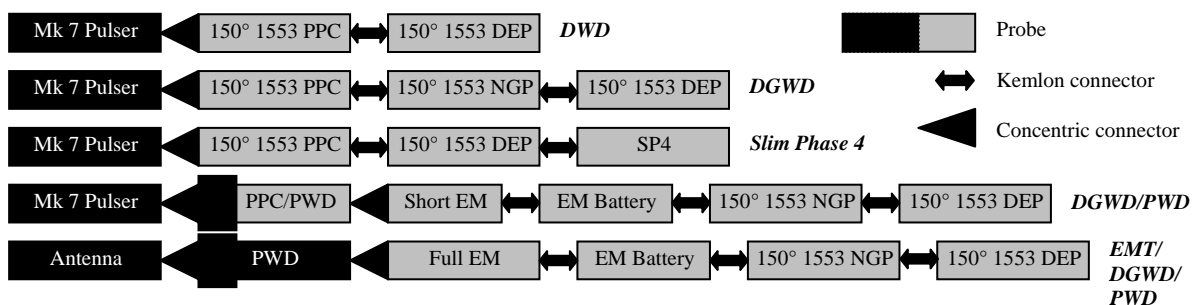 Mk 7 Pulser 150° 1553 PPC 150° 1553 DEP DWD Probe
Mk 7 Pulser 150° 1553 PPC 150° 1553 NGP 150° 1553 DEP DGWD Kemlon connector
Mk 7 Pulser 150° 1553 PPC 150° 1553 DEP SP4 Slim Phase 4 Concentric connector
Mk 7 Pulser PPC/PWD Short EM EM Battery 150° 1553 NGP 150° 1553 DEP DGWD/PWD
Antenna PWD Full EM EM Battery 150° 1553 NGP 150° 1553 DEP EMT/
DGWD/
PWD